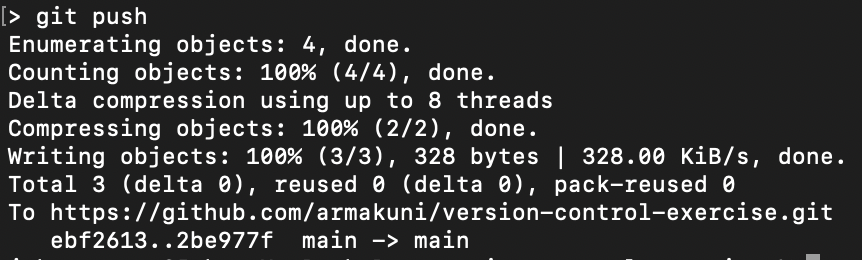 [> git push
Enumerating objects: 4, done.
Counting objects: 100% (4/4), done.
Delta compression using up to 8 threads
Compressing objects: 100% (2/2), done.
Writing objects: 100% (3/3), 328 bytes | 328.00 KiB/s, done.
Total 3 (delta 0), reused 0 (delta 0), pack-reused 0
To https://github.com/armakuni/version-control-exercise.git
   ebf2613..2be977f  main -> main